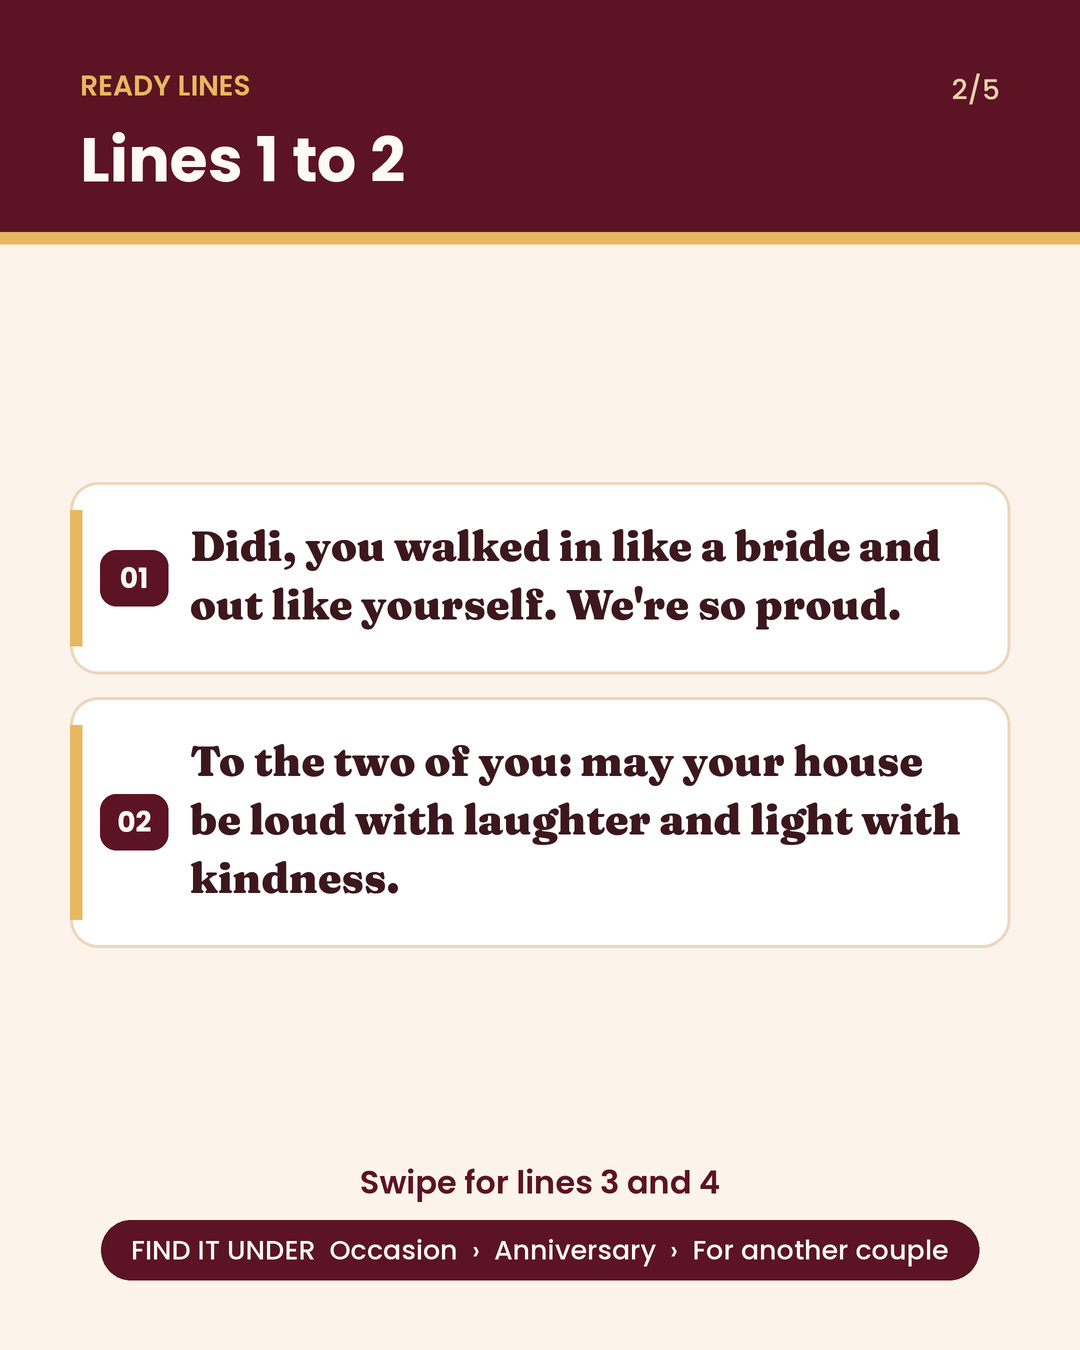 READY LINES
2/5
Lines 1 to 2
01
Didi, you walked in like a bride and
out like yourself. We're so proud.
02
To the two of you: may your house
be loud with laughter and light with
kindness.
Swipe for lines 3 and 4
FIND IT UNDER Occasion › Anniversary › For another couple